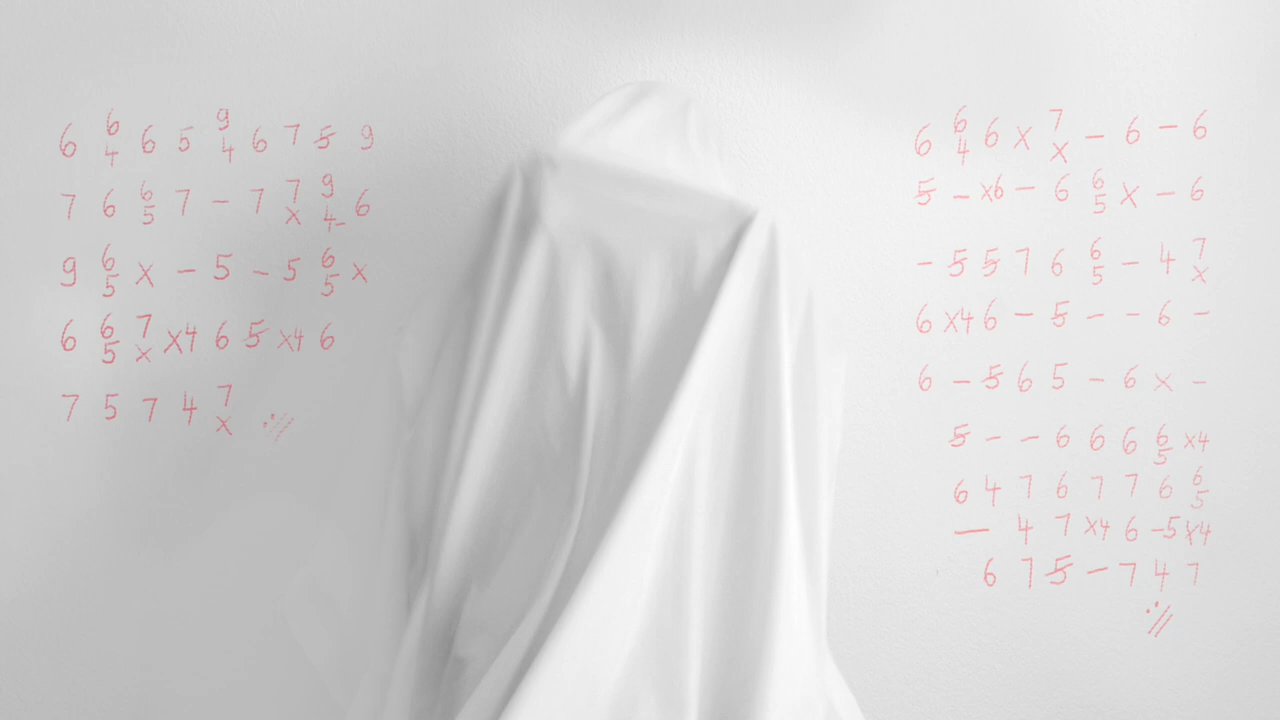 6 6/4 6 5 9/4 6 7 5̶ 9
7 6 6/5 7 – 7 7/x 9/4- 6
9 6/5 x – 5 – 5 6/5 x
6 6/5 7/x x4 6 5̶ x4 6
7 5 7 4 7/x .·//
6 6/4 6 x 7/x – 6 – 6
5̶ – x6 – 6 6/5 x – 6
– 5̶ 5̶ 7 6 6/5 – 4 7/x
6 x4 6 – 5̶ – – 6 –
6 – 5̶ 6 5 – 6 x –
5̶ – – 6 6 6 6/5 x4
6 4 7 6 7 7 6 6/5
— 4 7 x4 6 –5 x4
6 7 5̶ – 7 4 7
.·//